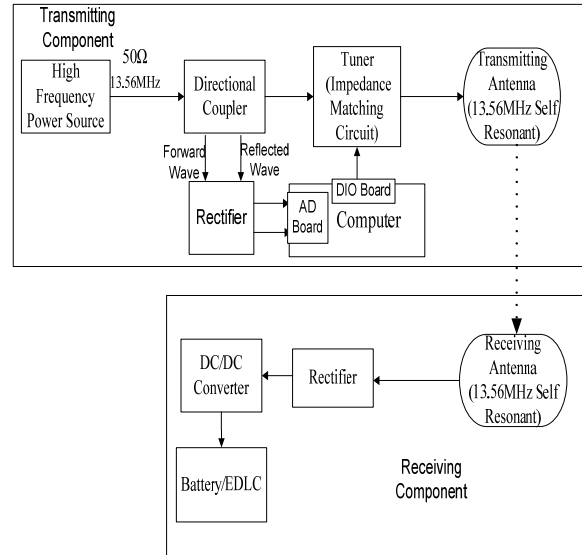 Transmitting
Component
High
Frequency
Power Source
50Ω
13.56MHz
Directional
Coupler
Tuner
(Impedance
Matching
Circuit)
Transmitting
Antenna
(13.56MHz Self
Resonant)
Forward
Wave
Reflected
Wave
Rectifier
AD
Board
DIO Board
Computer
Receiving
Antenna
(13.56MHz Self
Resonant)
Rectifier
DC/DC
Converter
Battery/EDLC
Receiving
Component